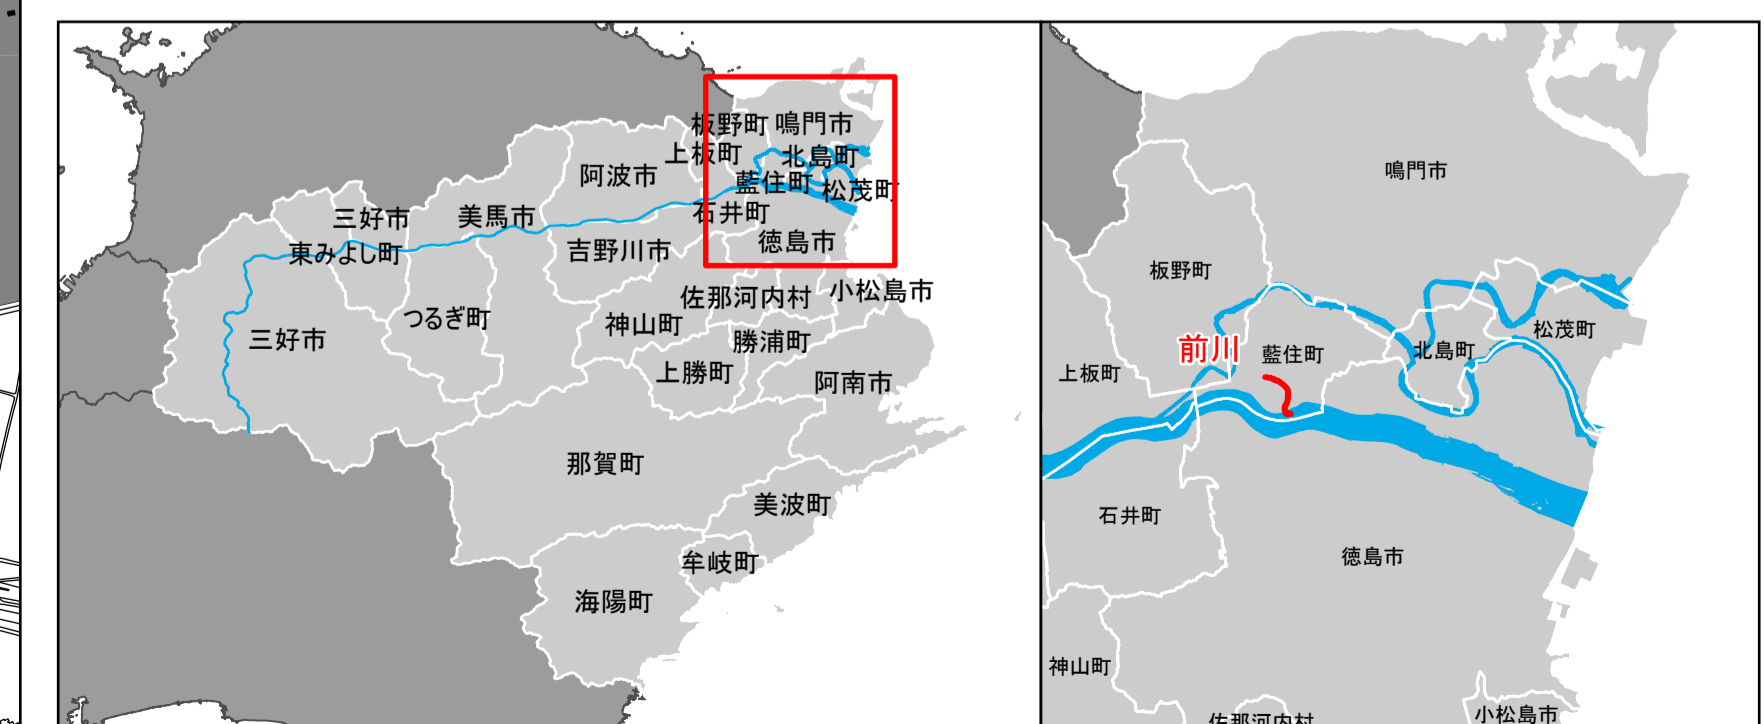 板野町
鳴門市
上板町
北島町
阿波市
藍住町
松茂町
石井町
三好市
美馬市
徳島市
東みよし町
吉野川市
佐那河内村
小松島市
つるぎ町
神山町
三好市
勝浦町
上勝町
阿南市
那賀町
美波町
牟岐町
海陽町
鳴門市
板野町
松茂町
前川
藍住町
北島町
上板町
石井町
徳島市
神山町
佐那河内村
小松島市